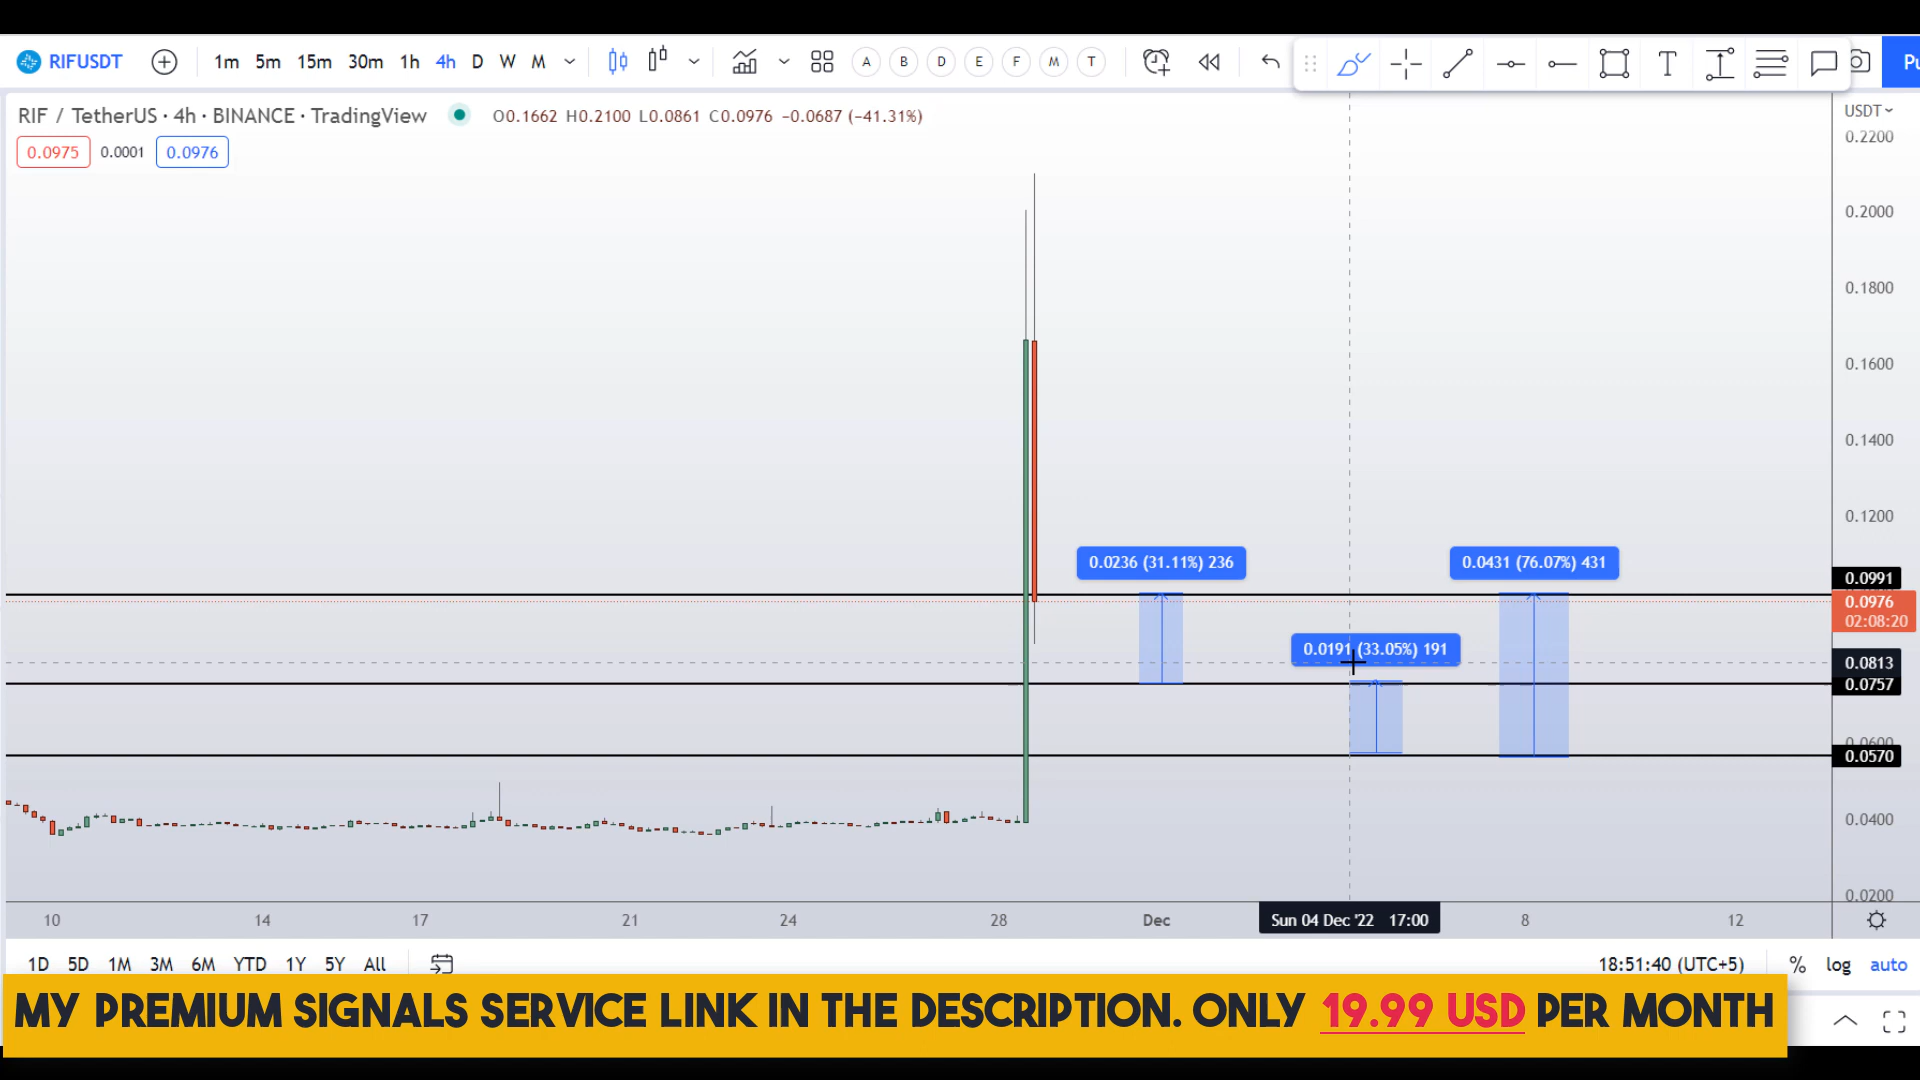 RIFUSDT 1m 5m 15m 30m 1h 4h D W M A B D E F M T Pu
RIF / TetherUS · 4h · BINANCE · TradingView O0.1662 H0.2100 L0.0861 C0.0976 −0.0687 (−41.31%) USDT
0.0975 0.0001 0.0976
0.2200
0.2000
0.1800
0.1600
0.1400
0.1200
0.0236 (31.11%) 236 0.0431 (76.07%) 431
0.0991
0.0976
02:08:20
0.0191 (33.05%) 191
0.0813
0.0757
0.0600
0.0570
0.0400
0.0200
10 14 17 21 24 28 Dec Sun 04 Dec '22 17:00 8 12
1D 5D 1M 3M 6M YTD 1Y 5Y All 18:51:40 (UTC+5) % log auto
MY PREMIUM SIGNALS SERVICE LINK IN THE DESCRIPTION. ONLY 19.99 USD PER MONTH